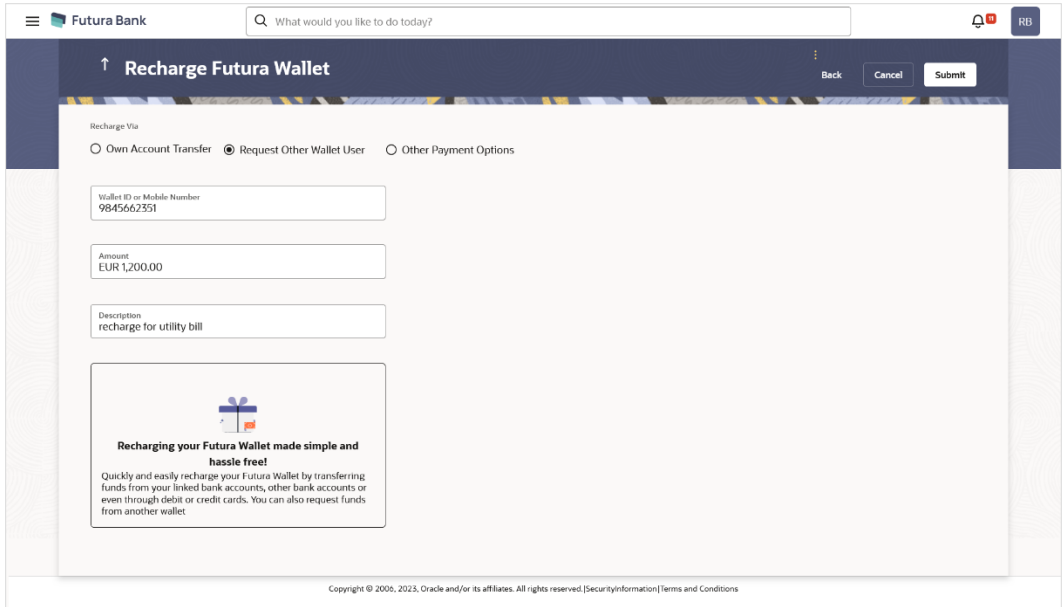 Futura Bank
What would you like to do today?
11
RB
Recharge Futura Wallet
Back
Cancel
Submit
Recharge Via
Own Account Transfer
Request Other Wallet User
Other Payment Options
Wallet ID or Mobile Number
9845662351
Amount
EUR 1,200.00
Description
recharge for utility bill
Recharging your Futura Wallet made simple and
hassle free!
Quickly and easily recharge your Futura Wallet by transferring
funds from your linked bank accounts, other bank accounts or
even through debit or credit cards. You can also request funds
from another wallet
Copyright © 2006, 2023, Oracle and/or its affiliates. All rights reserved.|SecurityInformation|Terms and Conditions